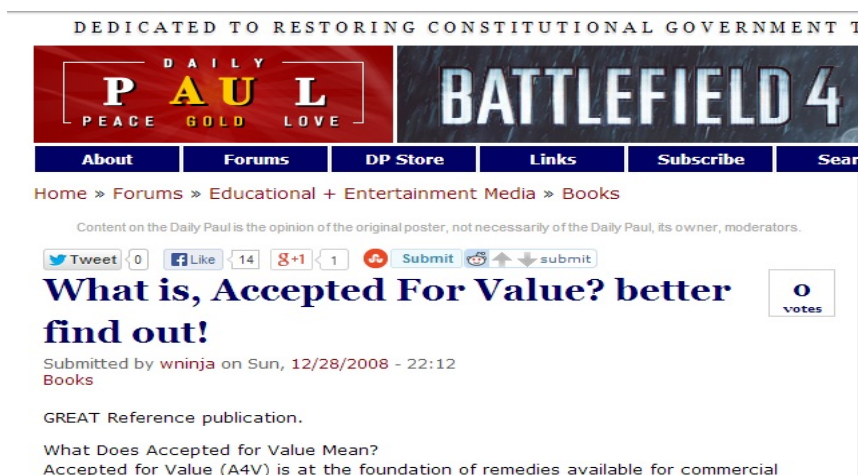 DEDICATED TO RESTORING CONSTITUTIONAL GOVERNMENT T
DAILY
PAUL
PEACE GOLD LOVE
BATTLEFIELD 4
About Forums DP Store Links Subscribe Sear
Home » Forums » Educational + Entertainment Media » Books
Content on the Daily Paul is the opinion of the original poster, not necessarily of the Daily Paul, its owner, moderators.
Tweet 0 Like 14 g+1 1 Submit submit
What is, Accepted For Value? better
find out!
0
votes
Submitted by wninja on Sun, 12/28/2008 - 22:12
Books
GREAT Reference publication.
What Does Accepted for Value Mean?
Accepted for Value (A4V) is at the foundation of remedies available for commercial